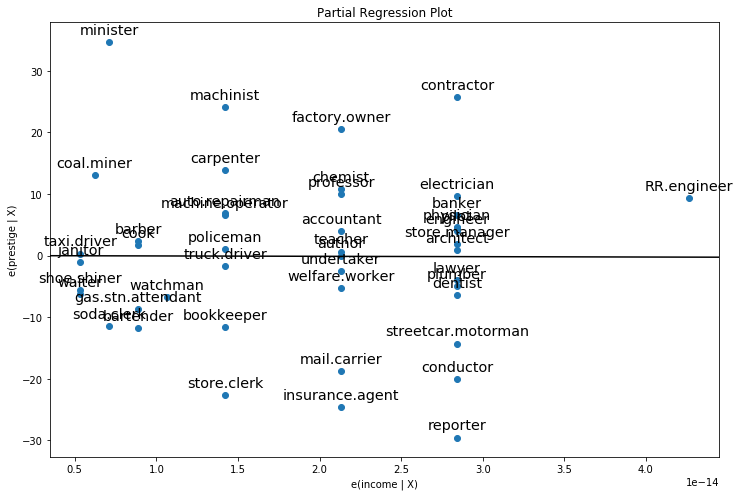 Partial Regression Plot
minister
machinist
contractor
factory.owner
carpenter
coal.miner
chemist
professor
electrician
RR.engineer
auto.repairman
machine.operator
banker
physician
engineer
accountant
barber
cook
store.manager
taxi.driver
policeman
teacher
author
architect
janitor
truck.driver
undertaker
lawyer
plumber
dentist
shoe.shiner
waiter
watchman
welfare.worker
gas.stn.attendant
soda.clerk
bartender
bookkeeper
streetcar.motorman
mail.carrier
conductor
store.clerk
insurance.agent
reporter
30
20
10
0
−10
−20
−30
e(prestige | X)
0.5 1.0 1.5 2.0 2.5 3.0 3.5 4.0
1e−14
e(income | X)